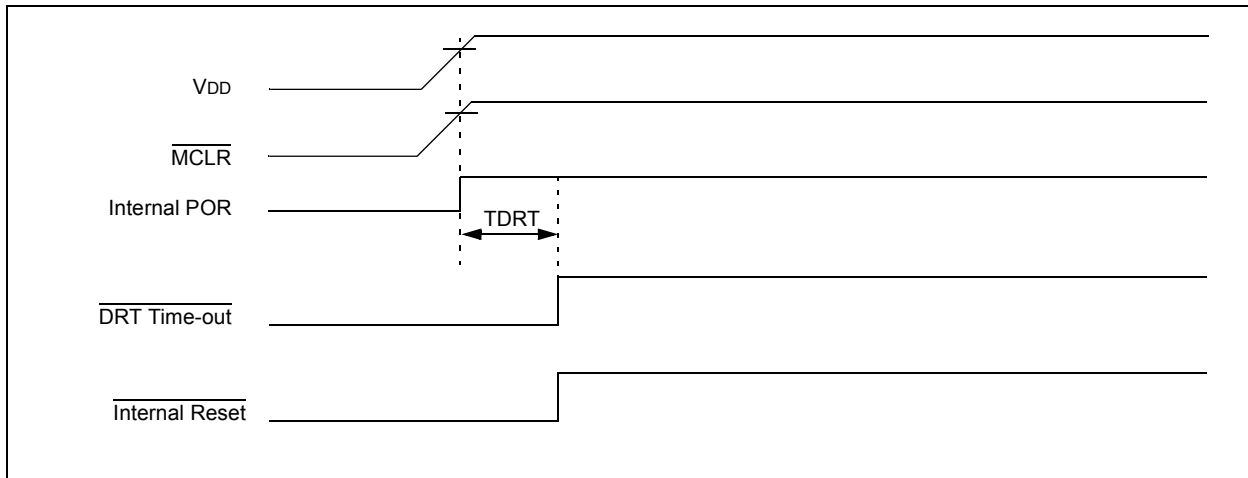 VDD
MCLR
Internal POR
TDRT
DRT Time-out
Internal Reset